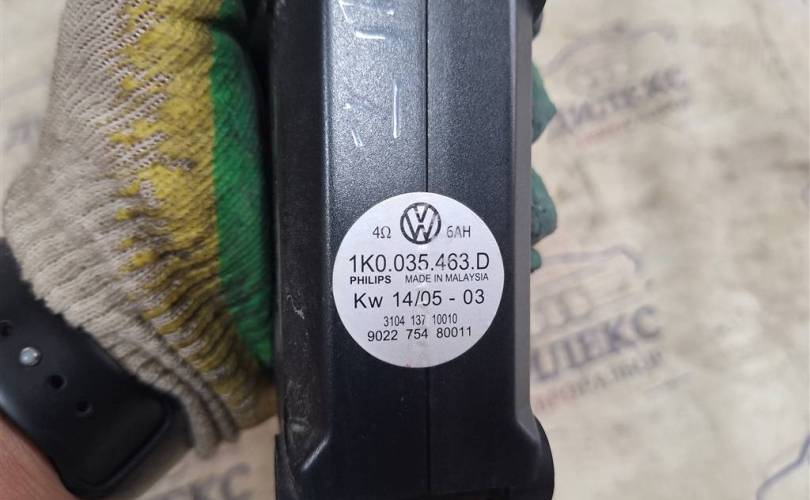 4Ω VW 6AH
1K0.035.463.D
PHILIPS MADE IN MALAYSIA
Kw 14/05 - 03
3104 137 10010
9022 754 80011